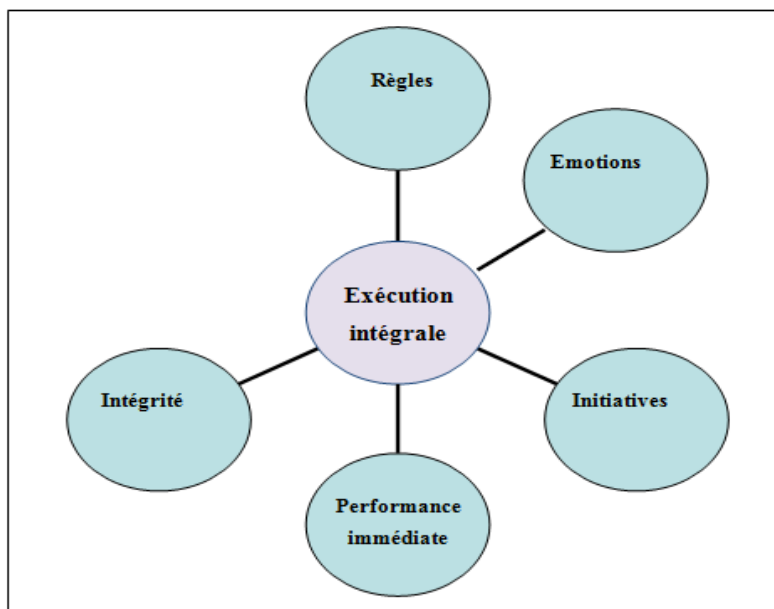 Règles
Emotions
Exécution
intégrale
Intégrité
Initiatives
Performance
immédiate